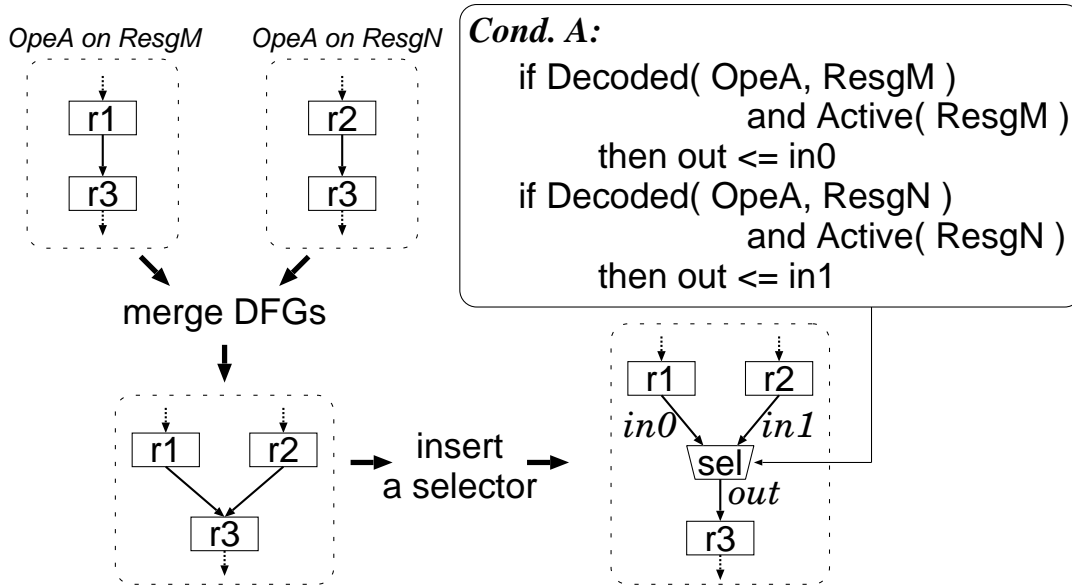 OpeA on ResgM
OpeA on ResgN
r1
r3
r2
r3
merge DFGs
r1
r2
r3
insert
a selector
Cond. A:
if Decoded( OpeA, ResgM )
and Active( ResgM )
then out <= in0
if Decoded( OpeA, ResgN )
and Active( ResgN )
then out <= in1
r1
r2
in0
in1
sel
out
r3